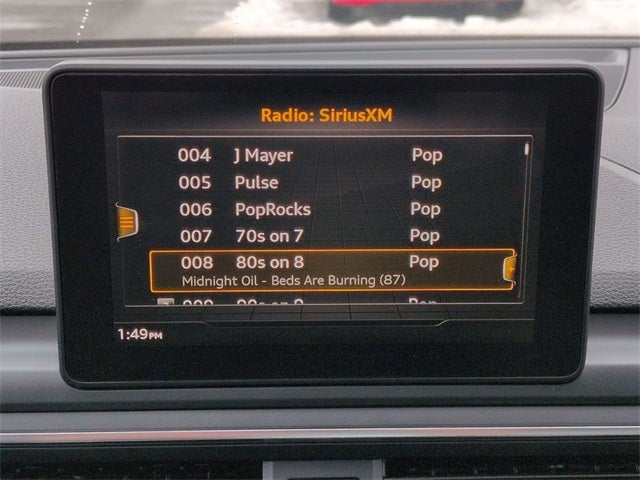 Radio: SiriusXM
004 J Mayer Pop
005 Pulse Pop
006 PopRocks Pop
007 70s on 7 Pop
008 80s on 8 Pop
Midnight Oil - Beds Are Burning (87)
1:49PM